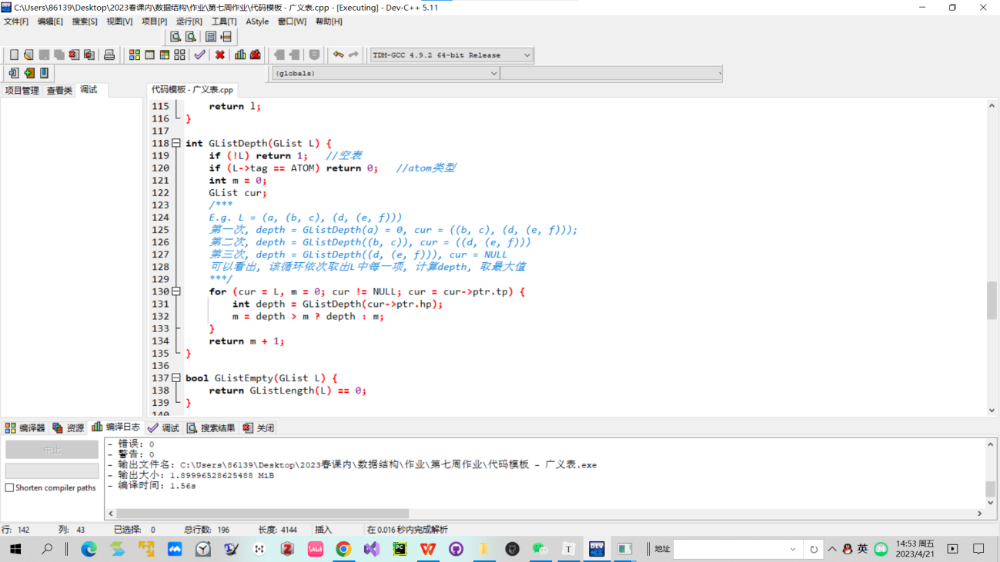 C:\Users\86139\Desktop\2023春课内\数据结构\作业\第七周作业\代码模板 - 广义表.cpp - [Executing] - Dev-C++ 5.11
文件[F] 编辑[E] 搜索[S] 视图[V] 项目[P] 运行[R] 工具[T] AStyle 窗口[W] 帮助[H]
TDM-GCC 4.9.2 64-bit Release
(globals)
项目管理 查看类 调试
代码模板 - 广义表.cpp
115 return l;
116 }
117
118 int GListDepth(GList L) {
119 if (!L) return 1; //空表
120 if (L->tag == ATOM) return 0; //atom类型
121 int m = 0;
122 GList cur;
123 /***
124 E.g. L = (a, (b, c), (d, (e, f)))
125 第一次, depth = GListDepth(a) = 0, cur = ((b, c), (d, (e, f)));
126 第二次, depth = GListDepth((b, c)), cur = ((d, (e, f)))
127 第三次, depth = GListDepth((d, (e, f))), cur = NULL
128 可以看出, 该循环依次取出L中每一项, 计算depth, 取最大值
129 ***/
130 for (cur = L, m = 0; cur != NULL; cur = cur->ptr.tp) {
131 int depth = GListDepth(cur->ptr.hp);
132 m = depth > m ? depth : m;
133 }
134 return m + 1;
135 }
136
137 bool GListEmpty(GList L) {
138 return GListLength(L) == 0;
139 }
140
编译器 资源 编译日志 调试 搜索结果 关闭
中止
Shorten compiler paths
- 错误: 0
- 警告: 0
- 输出文件名: C:\Users\86139\Desktop\2023春课内\数据结构\作业\第七周作业\代码模板 - 广义表.exe
- 输出大小: 1.89996528625488 MiB
- 编译时间: 1.56s
行: 142 列: 43 已选择: 0 总行数: 196 长度: 4144 插入 在 0.016 秒内完成解析
地址
英
24
14:53 周五
2023/4/21